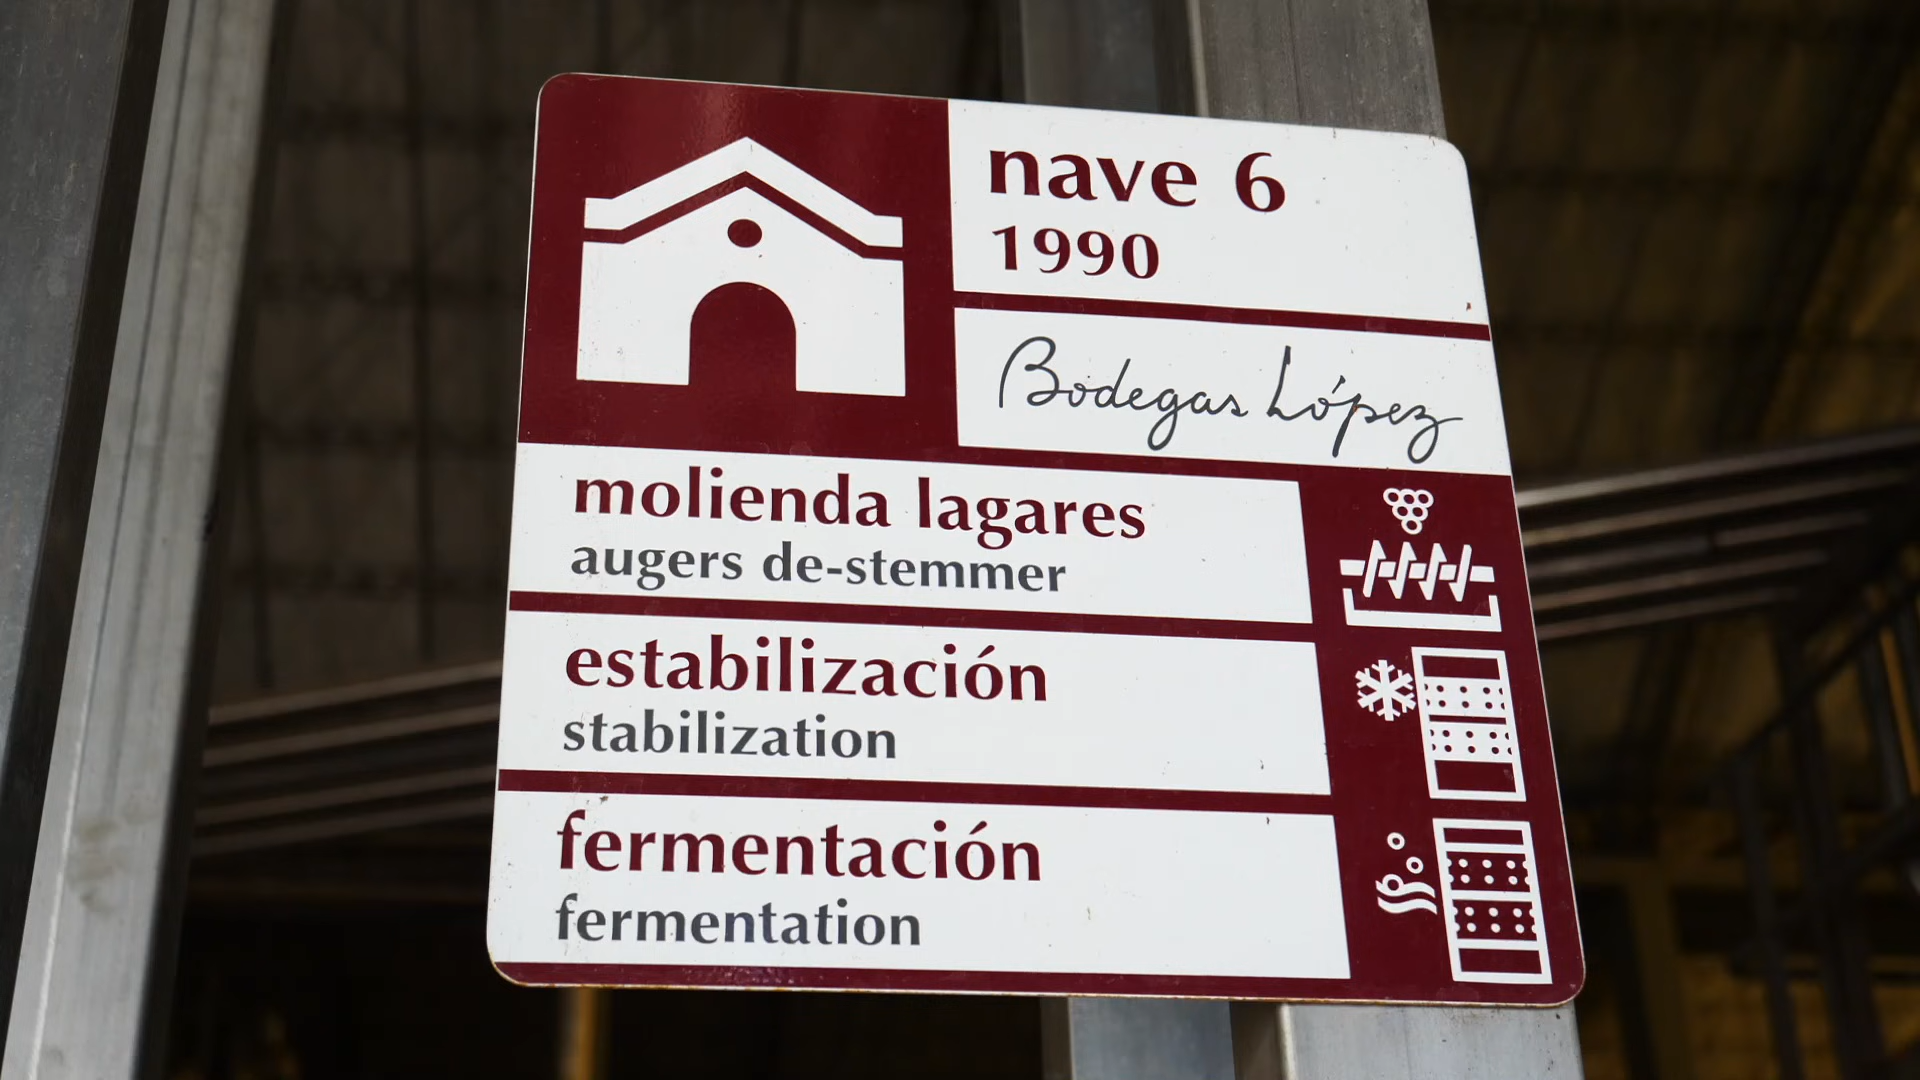 nave 6
1990
Bodegas López
molienda lagares
augers de-stemmer
estabilización
stabilization
fermentación
fermentation